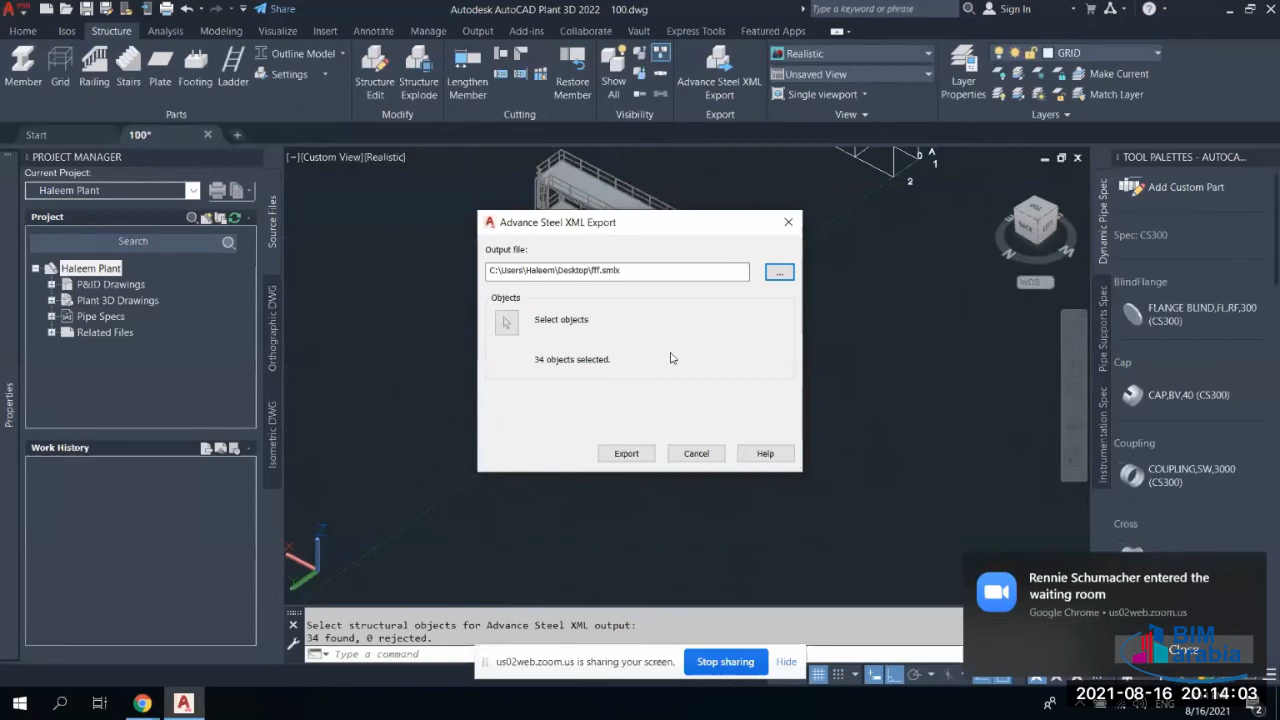 Share
Autodesk AutoCAD Plant 3D 2022 100.dwg
Type a keyword or phrase
Sign In
Home Isos Structure Analysis Modeling Visualize Insert Annotate Manage Output Add-ins Collaborate Vault Express Tools Featured Apps
Member Grid Railing Stairs Plate Footing Ladder
Outline Model
Settings
Structure Edit
Structure Explode
Lengthen Member
Restore Member
Show All
Advance Steel XML Export
Realistic
Unsaved View
Single viewport
Layer Properties
GRID
Make Current
Match Layer
Parts Modify Cutting Visibility Export View Layers
Start 100*
PROJECT MANAGER
Current Project:
Haleem Plant
Project
Search
Haleem Plant
P&ID Drawings
Plant 3D Drawings
Pipe Specs
Related Files
Work History
Properties
Source Files
Orthographic DWG
Isometric DWG
[−][Custom View][Realistic]
A
1
2
WCS
X
Y
Z
Advance Steel XML Export
Output file:
C:\Users\Haleem\Desktop\fff.smlx
...
Objects
Select objects
34 objects selected.
Export Cancel Help
TOOL PALETTES - AUTOCA...
Dynamic Pipe Spec
Pipe Supports Spec
Instrumentation Spec
Add Custom Part
Spec: CS300
BlindFlange
FLANGE BLIND,FL,RF,300
(CS300)
Cap
CAP,BV,40 (CS300)
Coupling
COUPLING,SW,3000
(CS300)
Cross
Select structural objects for Advance Steel XML output:
34 found, 0 rejected.
Type a command
us02web.zoom.us is sharing your screen.
Stop sharing
Hide
Rennie Schumacher entered the
waiting room
Google Chrome • us02web.zoom.us
Close
BIM
arabia
2021-08-16 20:14:03
ENG
8/16/2021
2